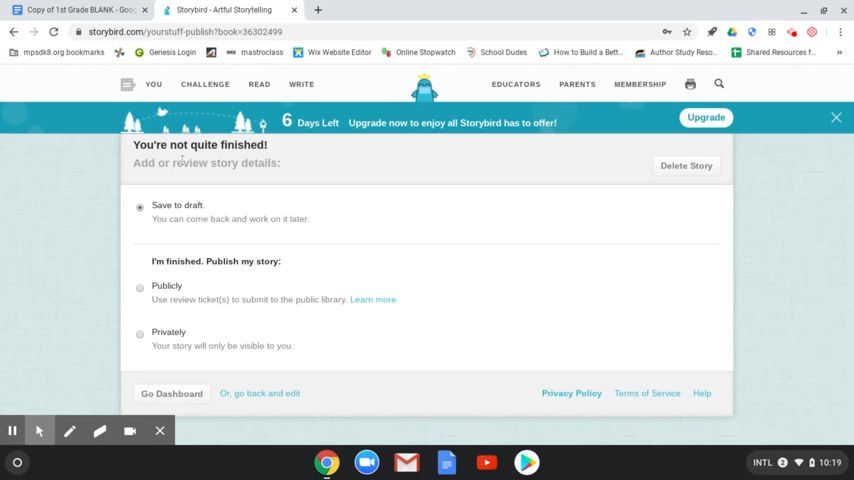 Copy of 1st Grade BLANK - Goog
Storybird - Artful Storytelling
storybird.com/yourstuff-publish?book=36302499
mpsdk8.org bookmarks
Genesis Login
WIX mastroclass
Wix Website Editor
Online Stopwatch
School Dudes
How to Build a Bett...
Author Study Reso...
Shared Resources f...
YOU
CHALLENGE
READ
WRITE
EDUCATORS
PARENTS
MEMBERSHIP
6 Days Left Upgrade now to enjoy all Storybird has to offer!
Upgrade
You're not quite finished!
Add or review story details:
Delete Story
Save to draft.
You can come back and work on it later.
I'm finished. Publish my story:
Publicly
Use review ticket(s) to submit to the public library. Learn more.
Privately
Your story will only be visible to you.
Go Dashboard
Or, go back and edit
Privacy Policy
Terms of Service
Help
INTL 2 10:19